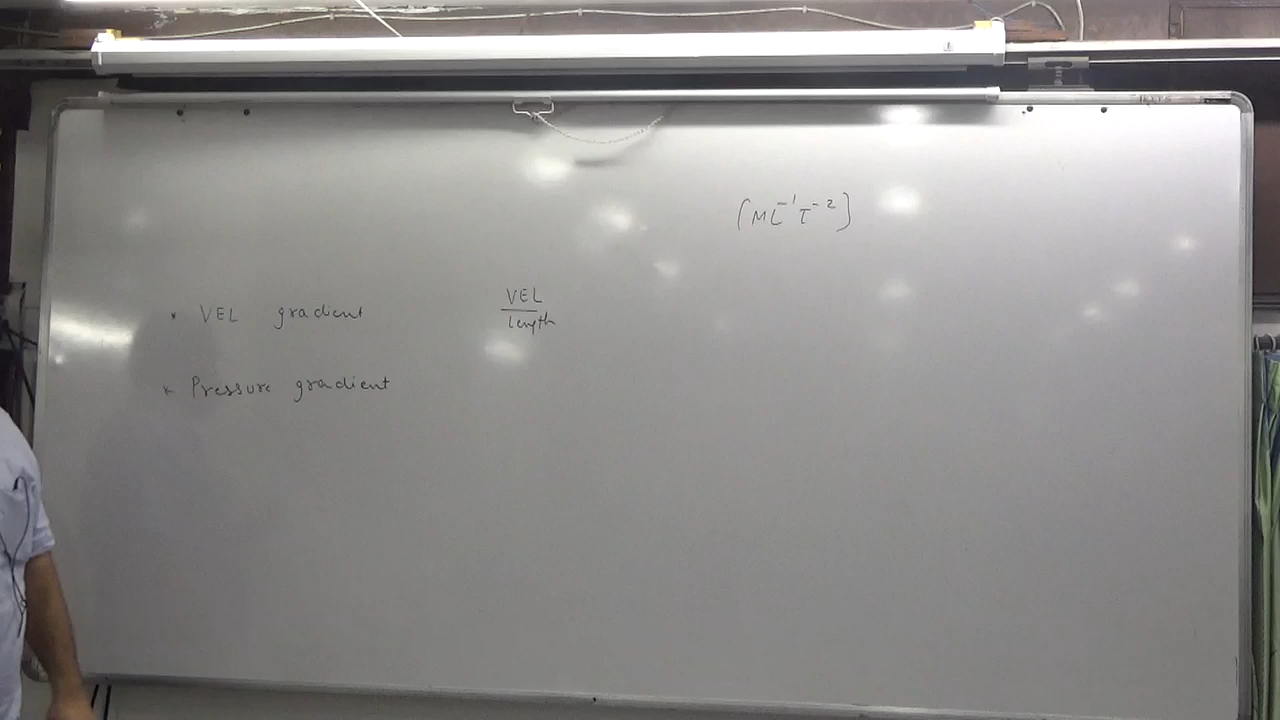 [ML⁻¹T⁻²]
* VEL gradient
VEL
length
* Pressure gradient